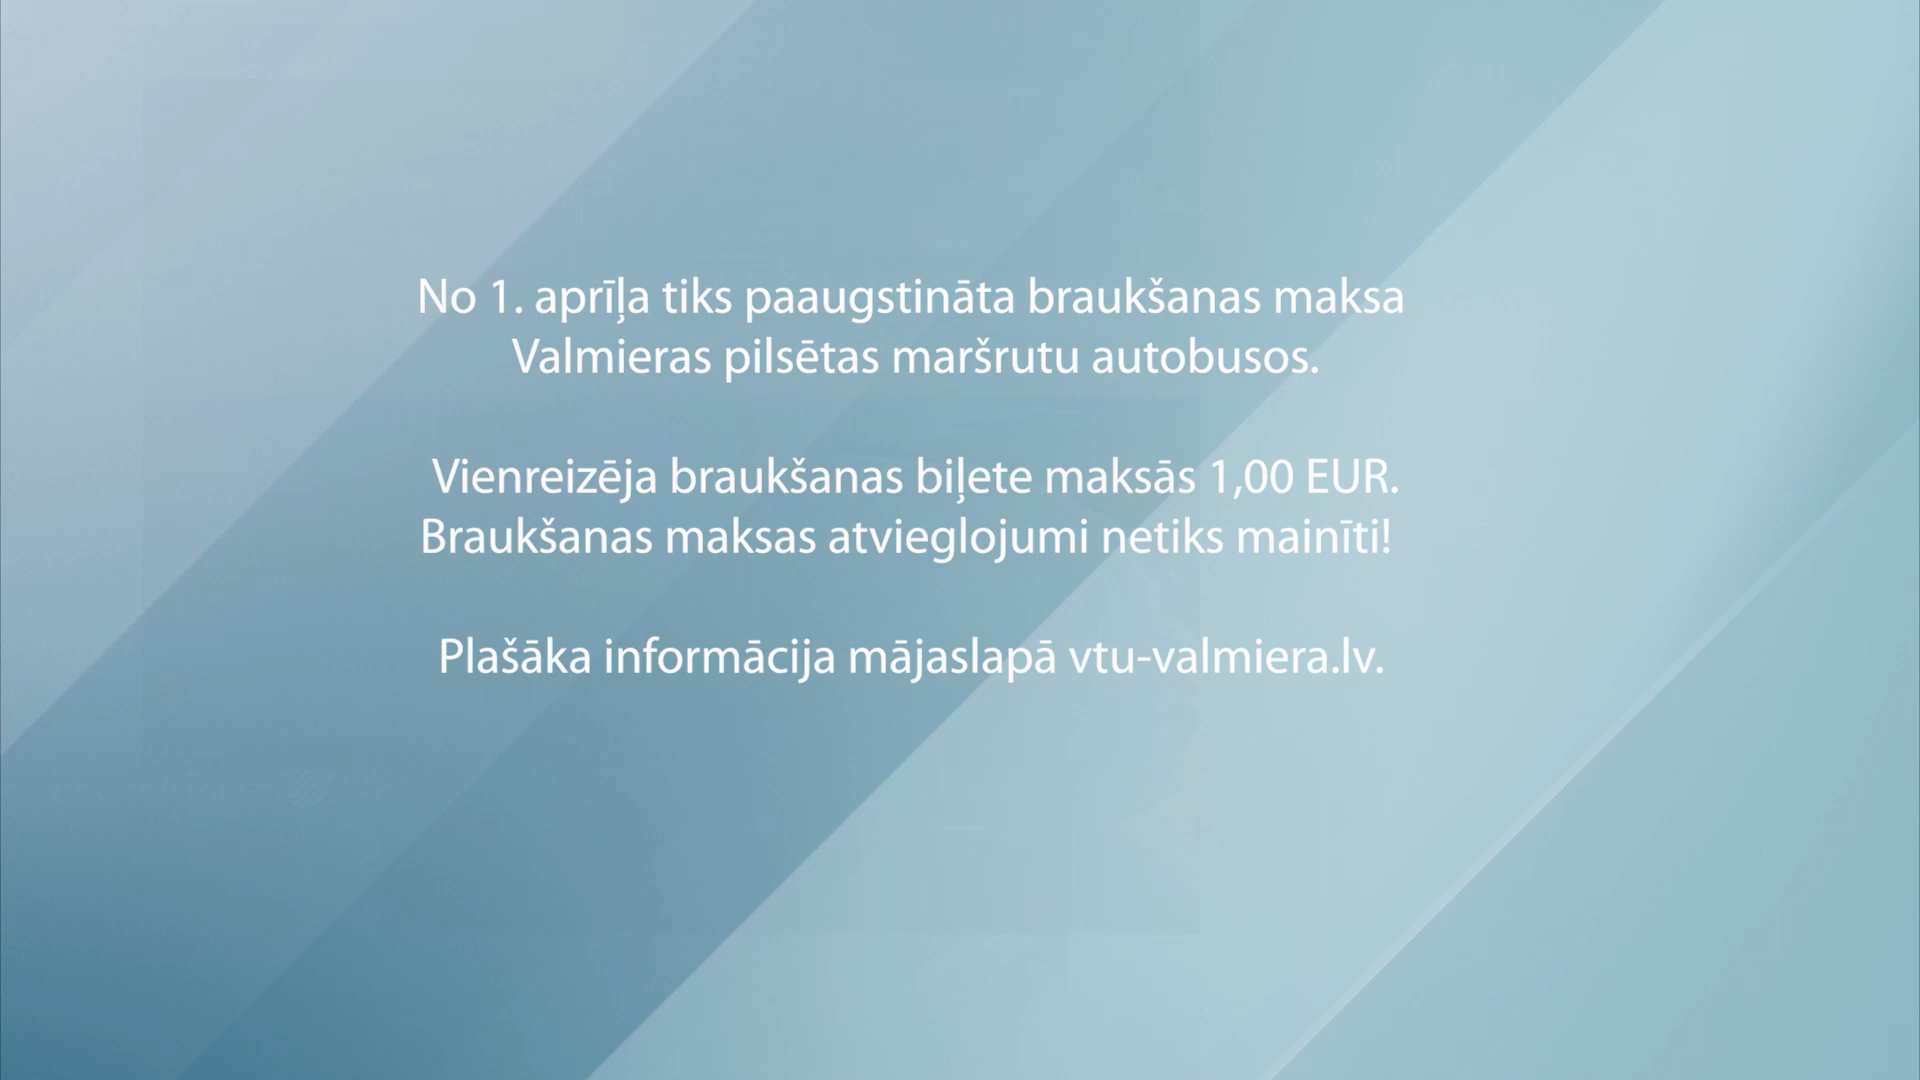 No 1. aprīļa tiks paaugstināta braukšanas maksa
Valmieras pilsētas maršrutu autobusos.
Vienreizēja braukšanas biļete maksās 1,00 EUR.
Braukšanas maksas atvieglojumi netiks mainīti!
Plašāka informācija mājaslapā vtu-valmiera.lv.